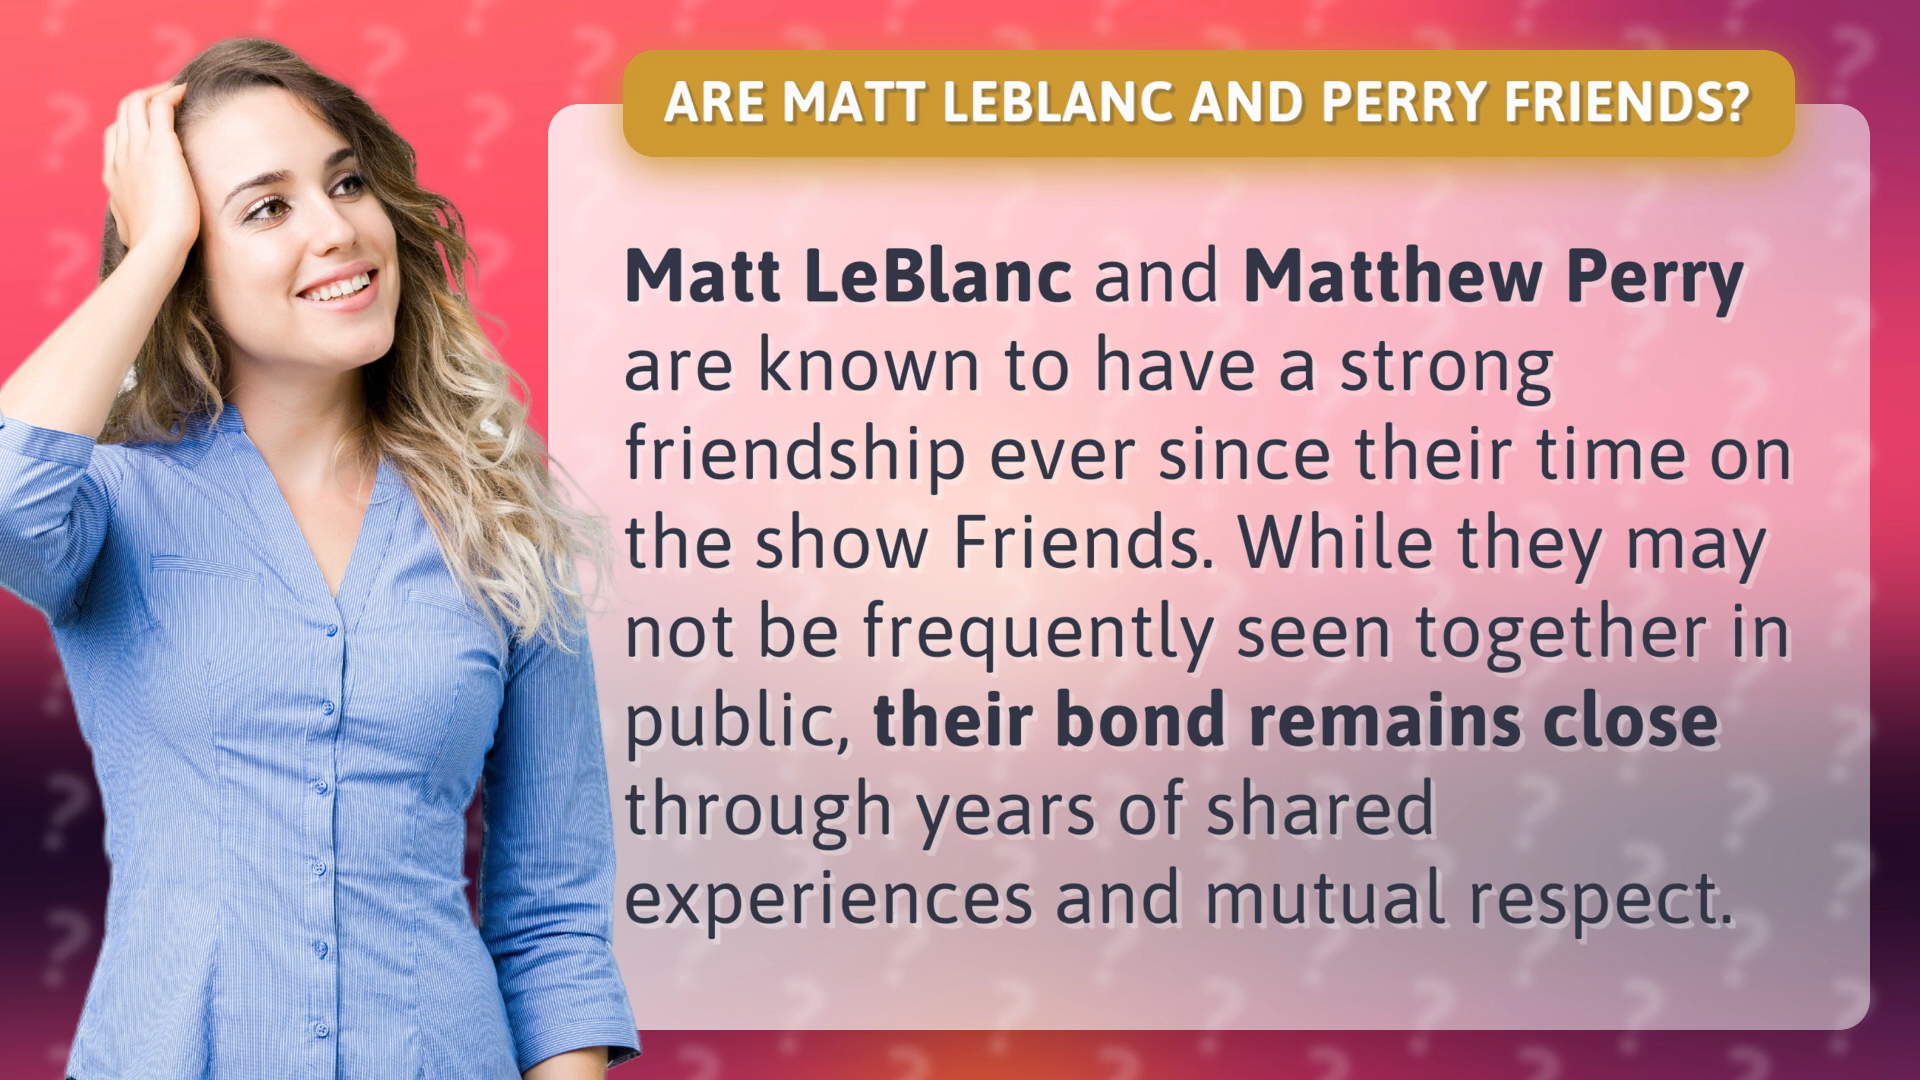 ARE MATT LEBLANC AND PERRY FRIENDS?
Matt LeBlanc and Matthew Perry
are known to have a strong
friendship ever since their time on
the show Friends. While they may
not be frequently seen together in
public, their bond remains close
through years of shared
experiences and mutual respect.